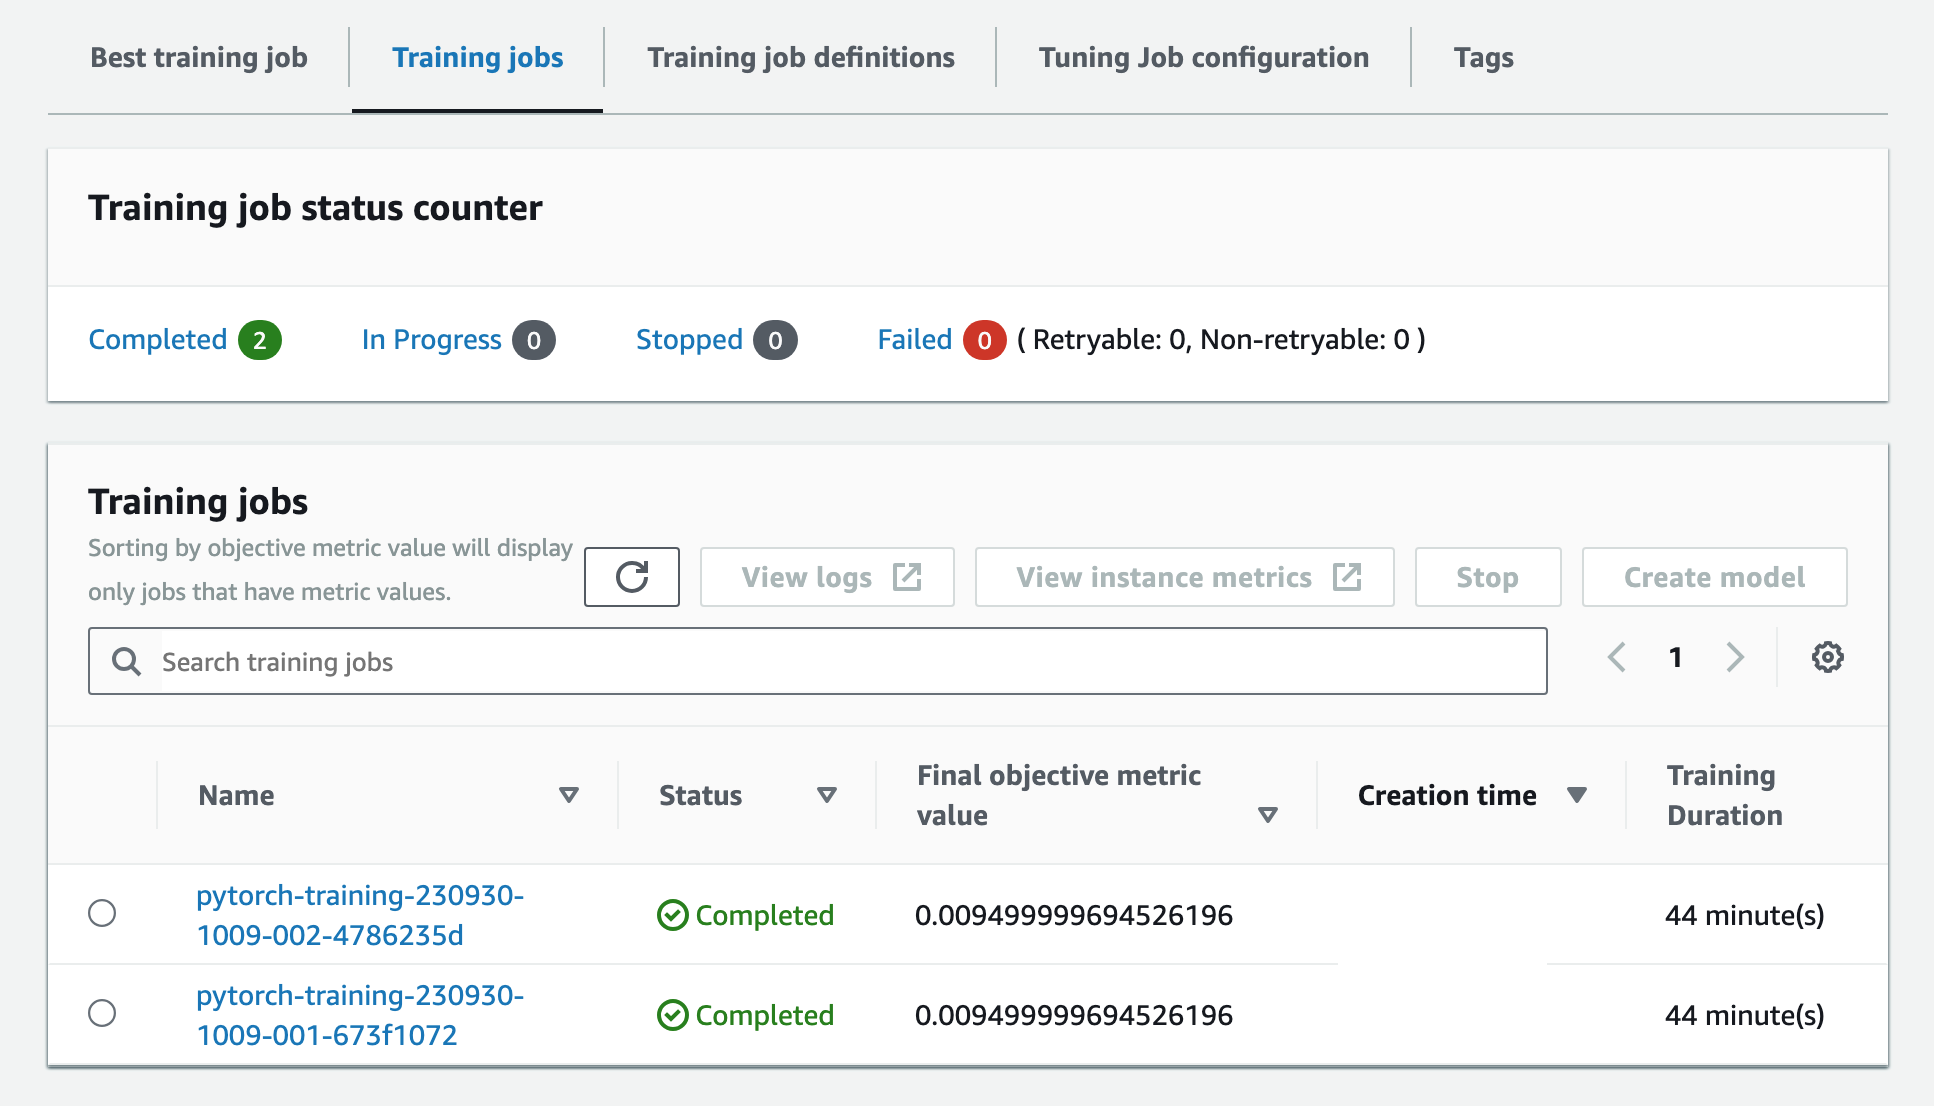 Best training job
Training jobs
Training job definitions
Tuning Job configuration
Tags
Training job status counter
Completed 2
In Progress 0
Stopped 0
Failed 0 ( Retryable: 0, Non-retryable: 0 )
Training jobs
Sorting by objective metric value will display
only jobs that have metric values.
View logs
View instance metrics
Stop
Create model
Search training jobs
1
Name
Status
Final objective metric
value
Creation time
Training
Duration
pytorch-training-230930-
1009-002-4786235d
Completed
0.009499999694526196
44 minute(s)
pytorch-training-230930-
1009-001-673f1072
Completed
0.009499999694526196
44 minute(s)